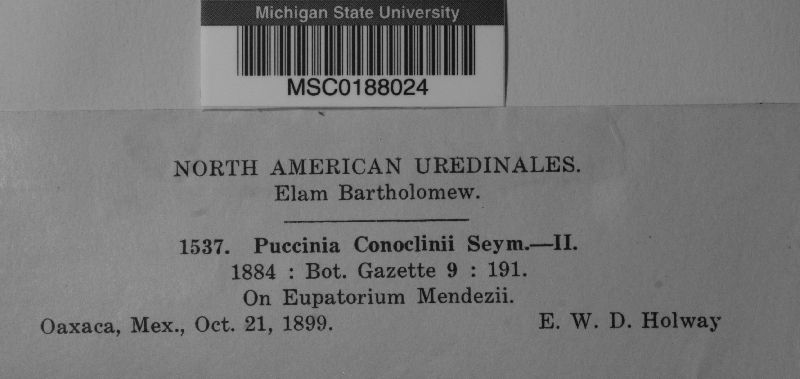 Michigan State University
MSC0188024
NORTH AMERICAN UREDINALES.
Elam Bartholomew.
1537. Puccinia Conoclinii Seym.—II.
1884 : Bot. Gazette 9 : 191.
On Eupatorium Mendezii.
Oaxaca, Mex., Oct. 21, 1899. E. W. D. Holway